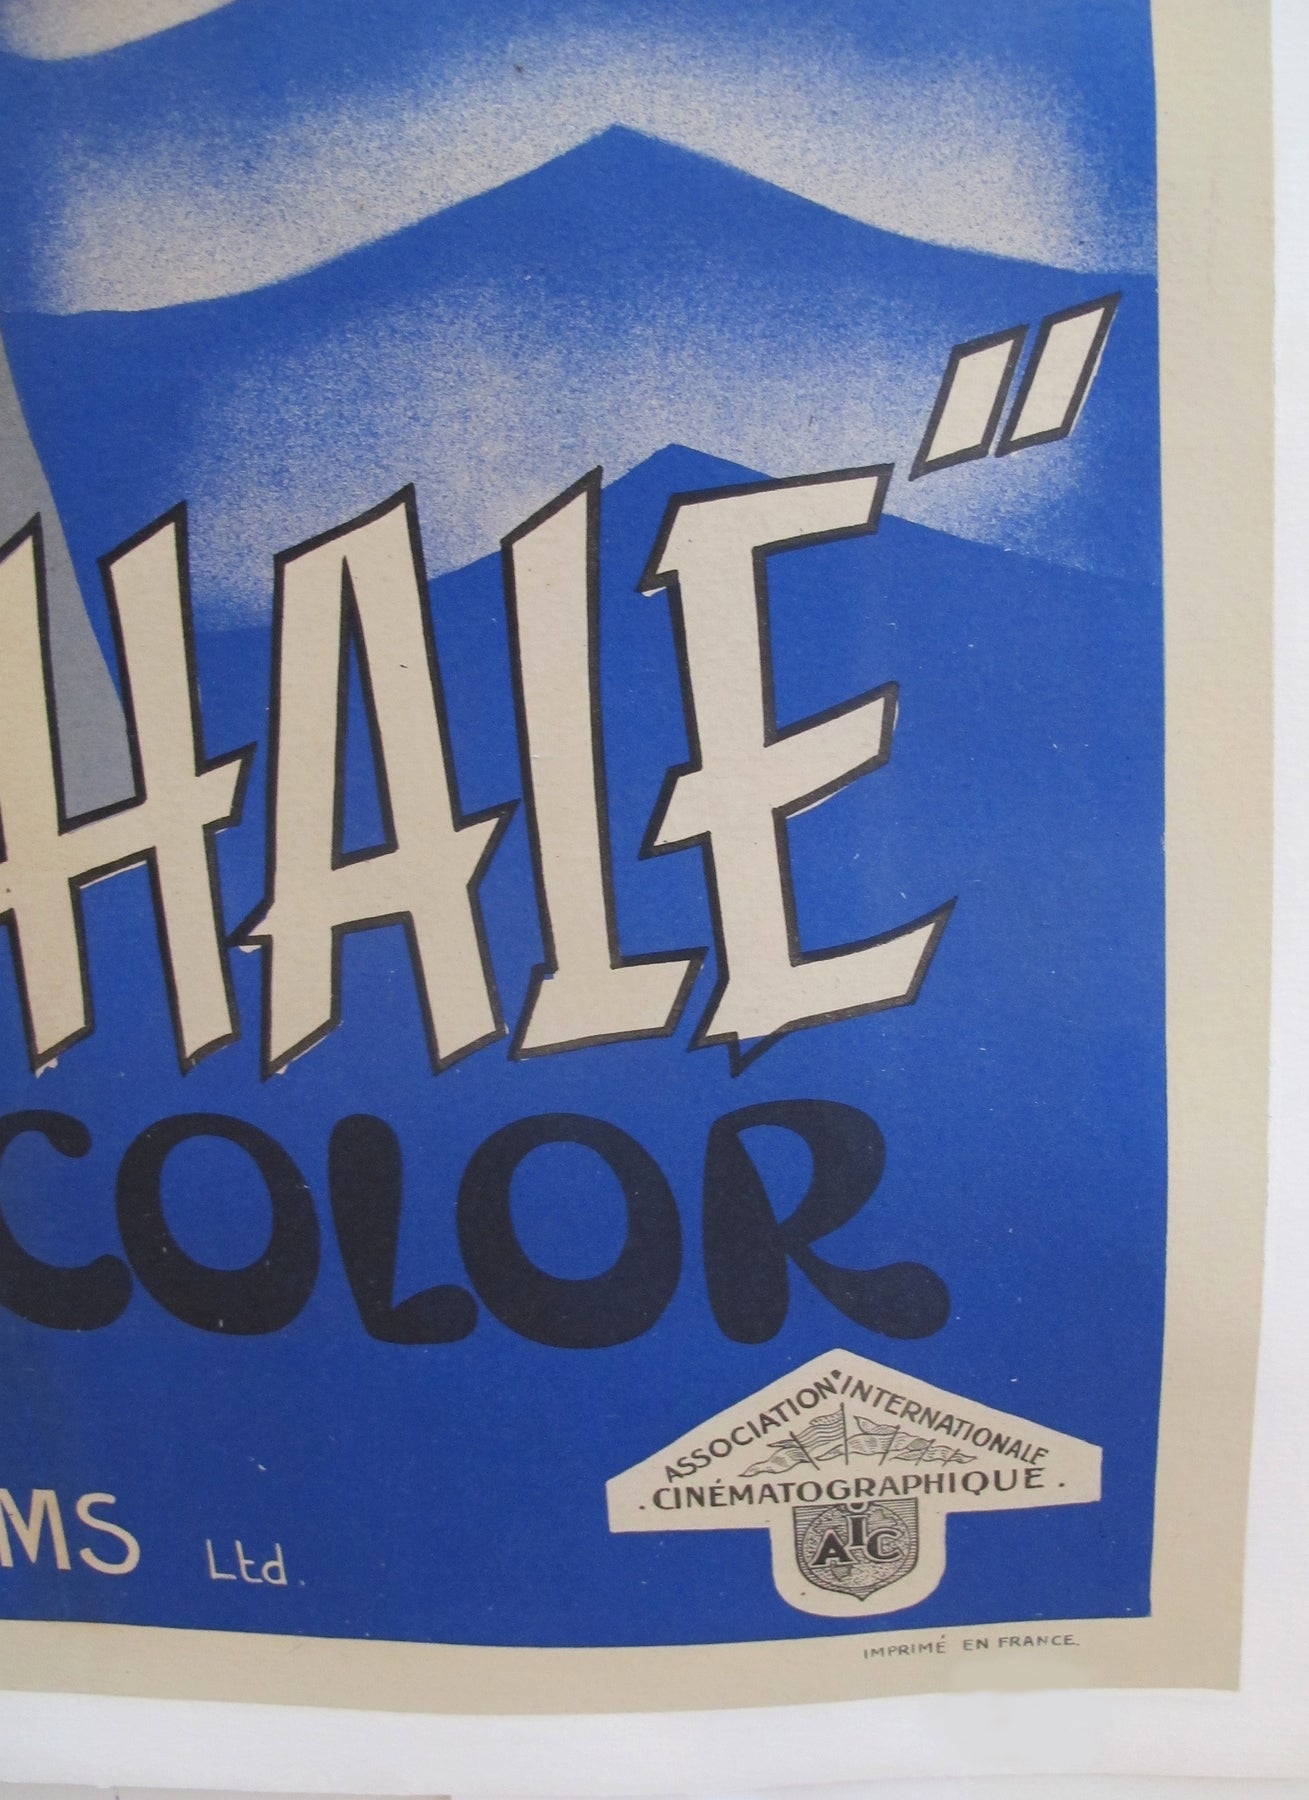 HALE"
COLOR
ASSOCIATION INTERNATIONALE
. CINÉMATOGRAPHIQUE .
AiC
MS Ltd.
IMPRIMÉ EN FRANCE.